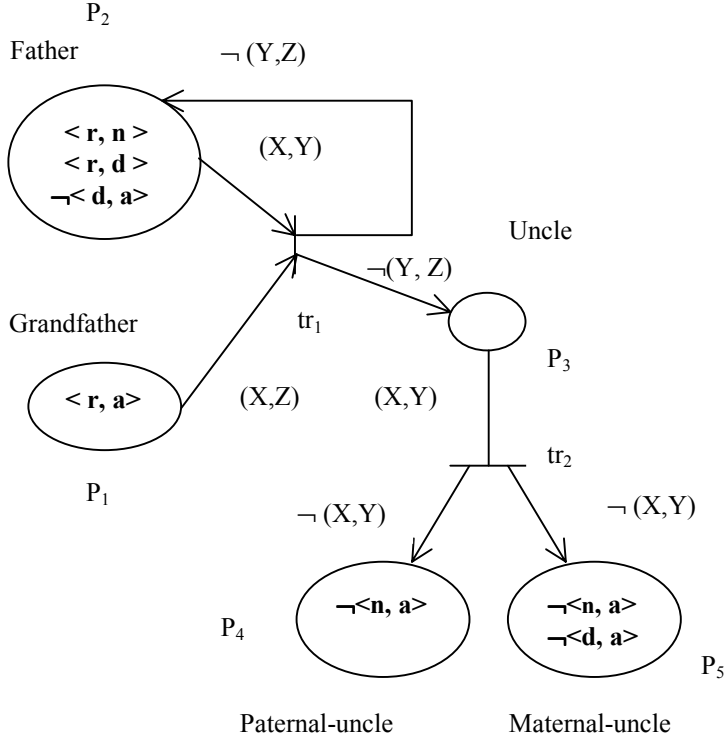 P₂
Father
¬ (Y,Z)
< r, n >
< r, d >
¬< d, a>
(X,Y)
Uncle
¬(Y, Z)
Grandfather
tr₁
P₃
< r, a>
(X,Z)
(X,Y)
tr₂
P₁
¬ (X,Y)
¬ (X,Y)
¬<n, a>
¬<n, a>
¬<d, a>
P₄
P₅
Paternal-uncle
Maternal-uncle